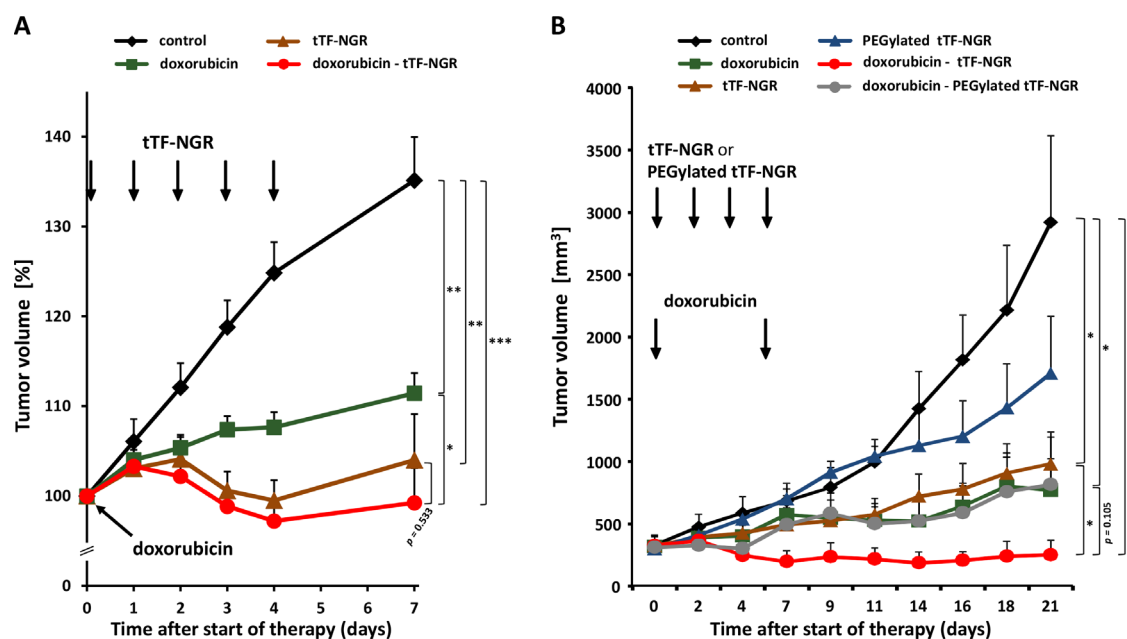 A
control
tTF-NGR
doxorubicin
doxorubicin - tTF-NGR
Tumor volume [%]
140
130
120
110
100
0
tTF-NGR
doxorubicin
**
**
***
*
p = 0.533
0 1 2 3 4 5 6 7
Time after start of therapy (days)
B
control
PEGylated tTF-NGR
doxorubicin
doxorubicin - tTF-NGR
tTF-NGR
doxorubicin - PEGylated tTF-NGR
Tumor volume [mm³]
4000
3500
3000
2500
2000
1500
1000
500
0
tTF-NGR or
PEGylated tTF-NGR
doxorubicin
*
*
*
p = 0.105
0 2 4 7 9 11 14 16 18 21
Time after start of therapy (days)